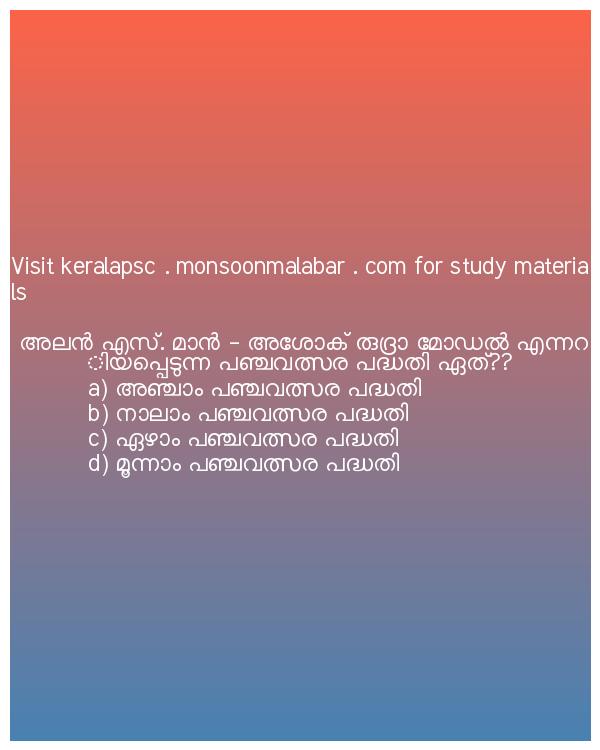 Visit keralapsc . monsoonmalabar . com for study materia
ls
അലൻ എസ്. മാൻ - അശോക് രുദ്രാ മോഡൽ എന്നറ
ിയപ്പെടുന്ന പഞ്ചവത്സര പദ്ധതി ഏത്??
a) അഞ്ചാം പഞ്ചവത്സര പദ്ധതി
b) നാലാം പഞ്ചവത്സര പദ്ധതി
c) ഏഴാം പഞ്ചവത്സര പദ്ധതി
d) മൂന്നാം പഞ്ചവത്സര പദ്ധതി